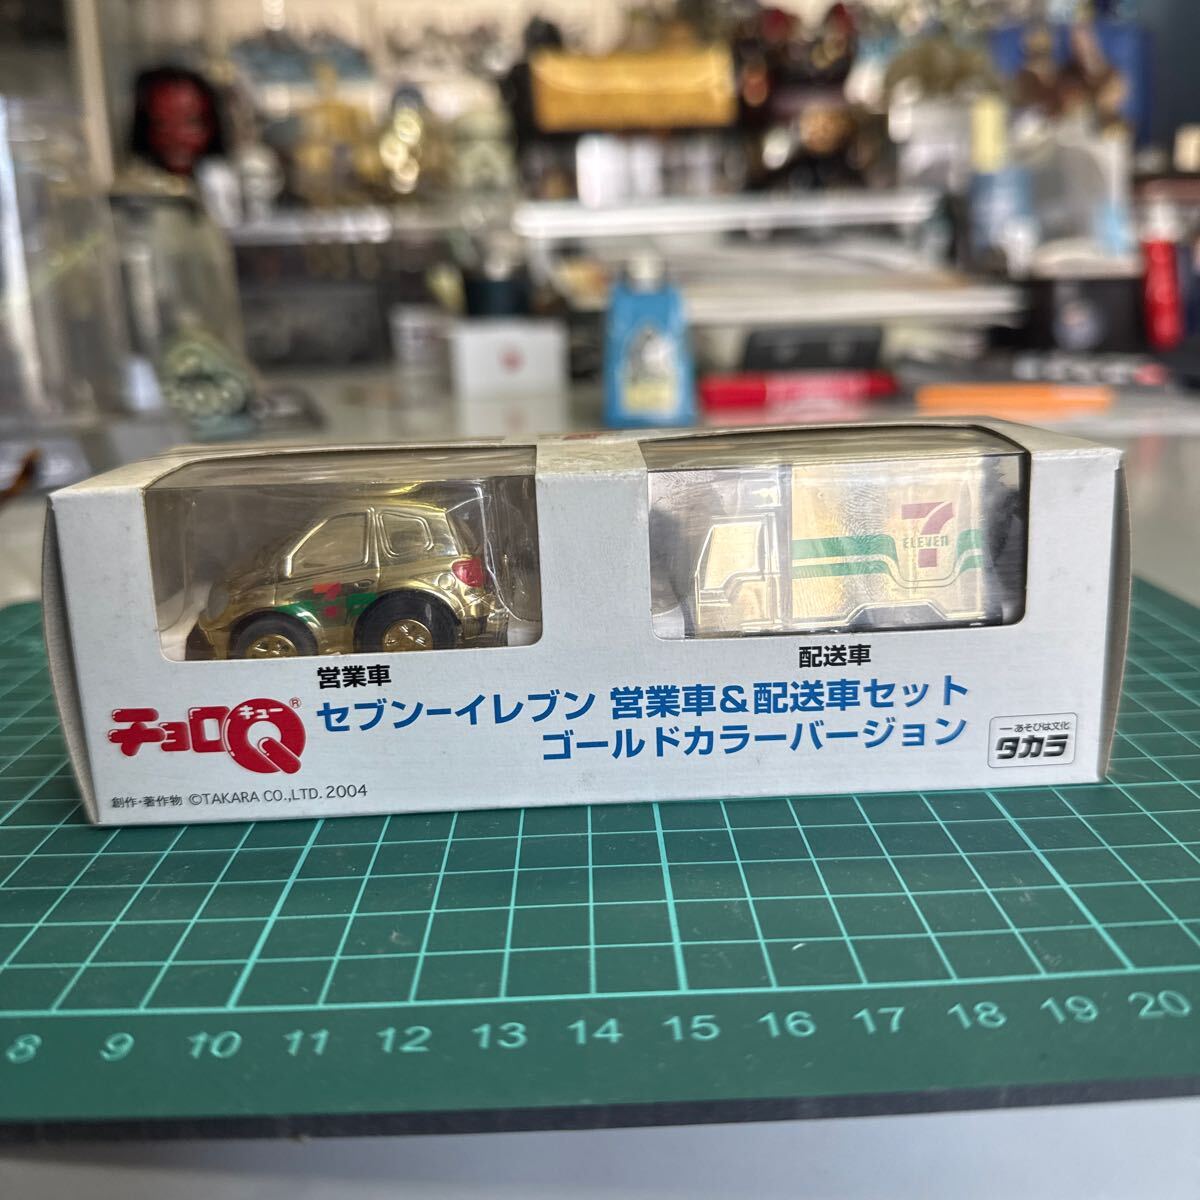 7
7
ELEVEn
営業車
配送車
チョロQ®
キュー
セブン-イレブン 営業車&配送車セット
ゴールドカラーバージョン
あそびは文化
タカラ
創作・著作物 ©TAKARA CO.,LTD. 2004
8 9 10 11 12 13 14 15 16 17 18 19 20